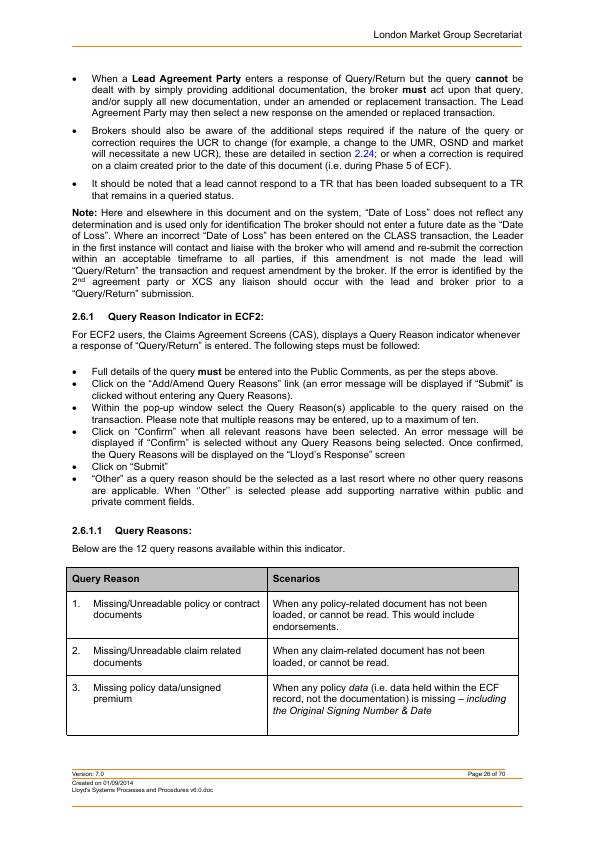 London Market Group Secretariat
• When a Lead Agreement Party enters a response of Query/Return but the query cannot be
dealt with by simply providing additional documentation, the broker must act upon that query,
and/or supply all new documentation, under an amended or replacement transaction. The Lead
Agreement Party may then select a new response on the amended or replaced transaction.
• Brokers should also be aware of the additional steps required if the nature of the query or
correction requires the UCR to change (for example, a change to the UMR, OSND and market
will necessitate a new UCR), these are detailed in section 2.24; or when a correction is required
on a claim created prior to the date of this document (i.e. during Phase 5 of ECF).
• It should be noted that a lead cannot respond to a TR that has been loaded subsequent to a TR
that remains in a queried status.
Note: Here and elsewhere in this document and on the system, “Date of Loss” does not reflect any
determination and is used only for identification The broker should not enter a future date as the “Date
of Loss”. Where an incorrect “Date of Loss” has been entered on the CLASS transaction, the Leader
in the first instance will contact and liaise with the broker who will amend and re-submit the correction
within an acceptable timeframe to all parties, if this amendment is not made the lead will
“Query/Return” the transaction and request amendment by the broker. If the error is identified by the
2nd agreement party or XCS any liaison should occur with the lead and broker prior to a
“Query/Return” submission.
2.6.1 Query Reason Indicator in ECF2:
For ECF2 users, the Claims Agreement Screens (CAS), displays a Query Reason indicator whenever
a response of “Query/Return” is entered. The following steps must be followed:
• Full details of the query must be entered into the Public Comments, as per the steps above.
• Click on the “Add/Amend Query Reasons” link (an error message will be displayed if “Submit” is
clicked without entering any Query Reasons).
• Within the pop-up window select the Query Reason(s) applicable to the query raised on the
transaction. Please note that multiple reasons may be entered, up to a maximum of ten.
• Click on “Confirm” when all relevant reasons have been selected. An error message will be
displayed if “Confirm” is selected without any Query Reasons being selected. Once confirmed,
the Query Reasons will be displayed on the “Lloyd’s Response” screen
• Click on “Submit”
• “Other” as a query reason should be the selected as a last resort where no other query reasons
are applicable. When ‘’Other’’ is selected please add supporting narrative within public and
private comment fields.
2.6.1.1 Query Reasons:
Below are the 12 query reasons available within this indicator.
Query Reason Scenarios
1. Missing/Unreadable policy or contract
documents
When any policy-related document has not been
loaded, or cannot be read. This would include
endorsements.
2. Missing/Unreadable claim related
documents
When any claim-related document has not been
loaded, or cannot be read.
3. Missing policy data/unsigned
premium
When any policy data (i.e. data held within the ECF
record, not the documentation) is missing – including
the Original Signing Number & Date
Version: 7.0 Page 26 of 70
Created on 01/09/2014
Lloyd's Systems Processes and Procedures v6.0.doc